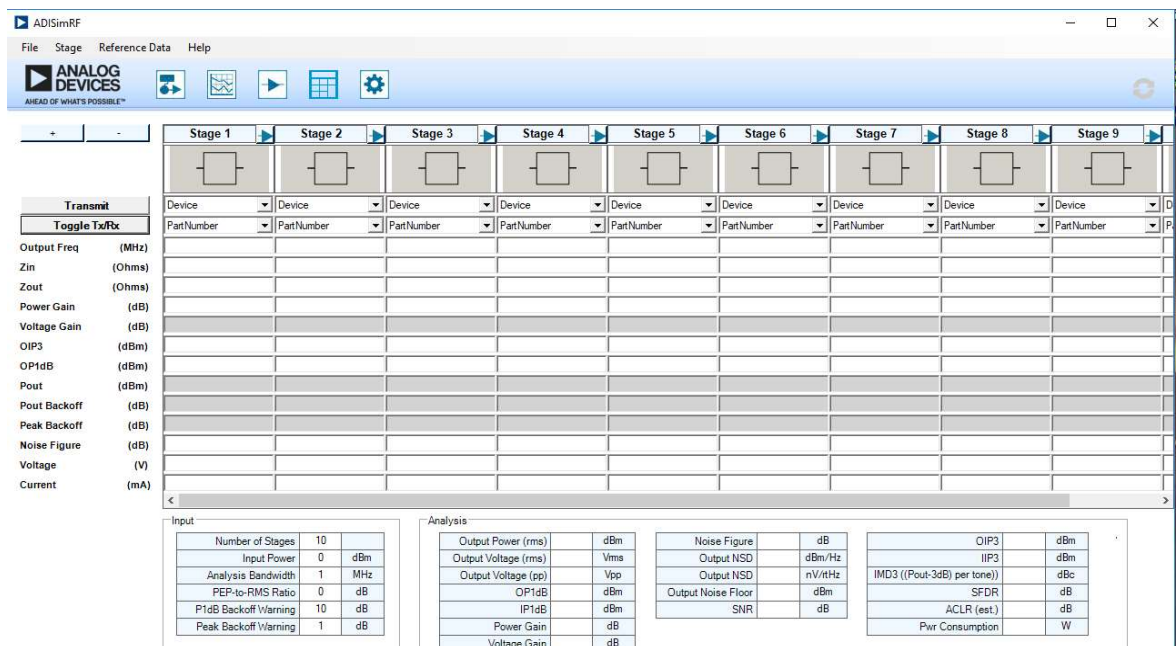 ADISimRF
File Stage Reference Data Help
ANALOG
DEVICES
AHEAD OF WHAT'S POSSIBLE™
+ - Stage 1 Stage 2 Stage 3 Stage 4 Stage 5 Stage 6 Stage 7 Stage 8 Stage 9
Transmit Device Device Device Device Device Device Device Device Device D
Toggle Tx/Rx PartNumber PartNumber PartNumber PartNumber PartNumber PartNumber PartNumber PartNumber PartNumber
Output Freq (MHz)
Zin (Ohms)
Zout (Ohms)
Power Gain (dB)
Voltage Gain (dB)
OIP3 (dBm)
OP1dB (dBm)
Pout (dBm)
Pout Backoff (dB)
Peak Backoff (dB)
Noise Figure (dB)
Voltage (V)
Current (mA)
Input Analysis
Number of Stages 10 Output Power (rms) dBm Noise Figure dB OIP3 dBm
Input Power 0 dBm Output Voltage (rms) Vrms Output NSD dBm/Hz IIP3 dBm
Analysis Bandwidth 1 MHz Output Voltage (pp) Vpp Output NSD nV/rtHz IMD3 ((Pout-3dB) per tone)) dBc
PEP-to-RMS Ratio 0 dB OP1dB dBm Output Noise Floor dBm SFDR dB
P1dB Backoff Warning 10 dB IP1dB dBm SNR dB ACLR (est.) dB
Peak Backoff Warning 1 dB Power Gain dB Pwr Consumption W
Voltage Gain dB